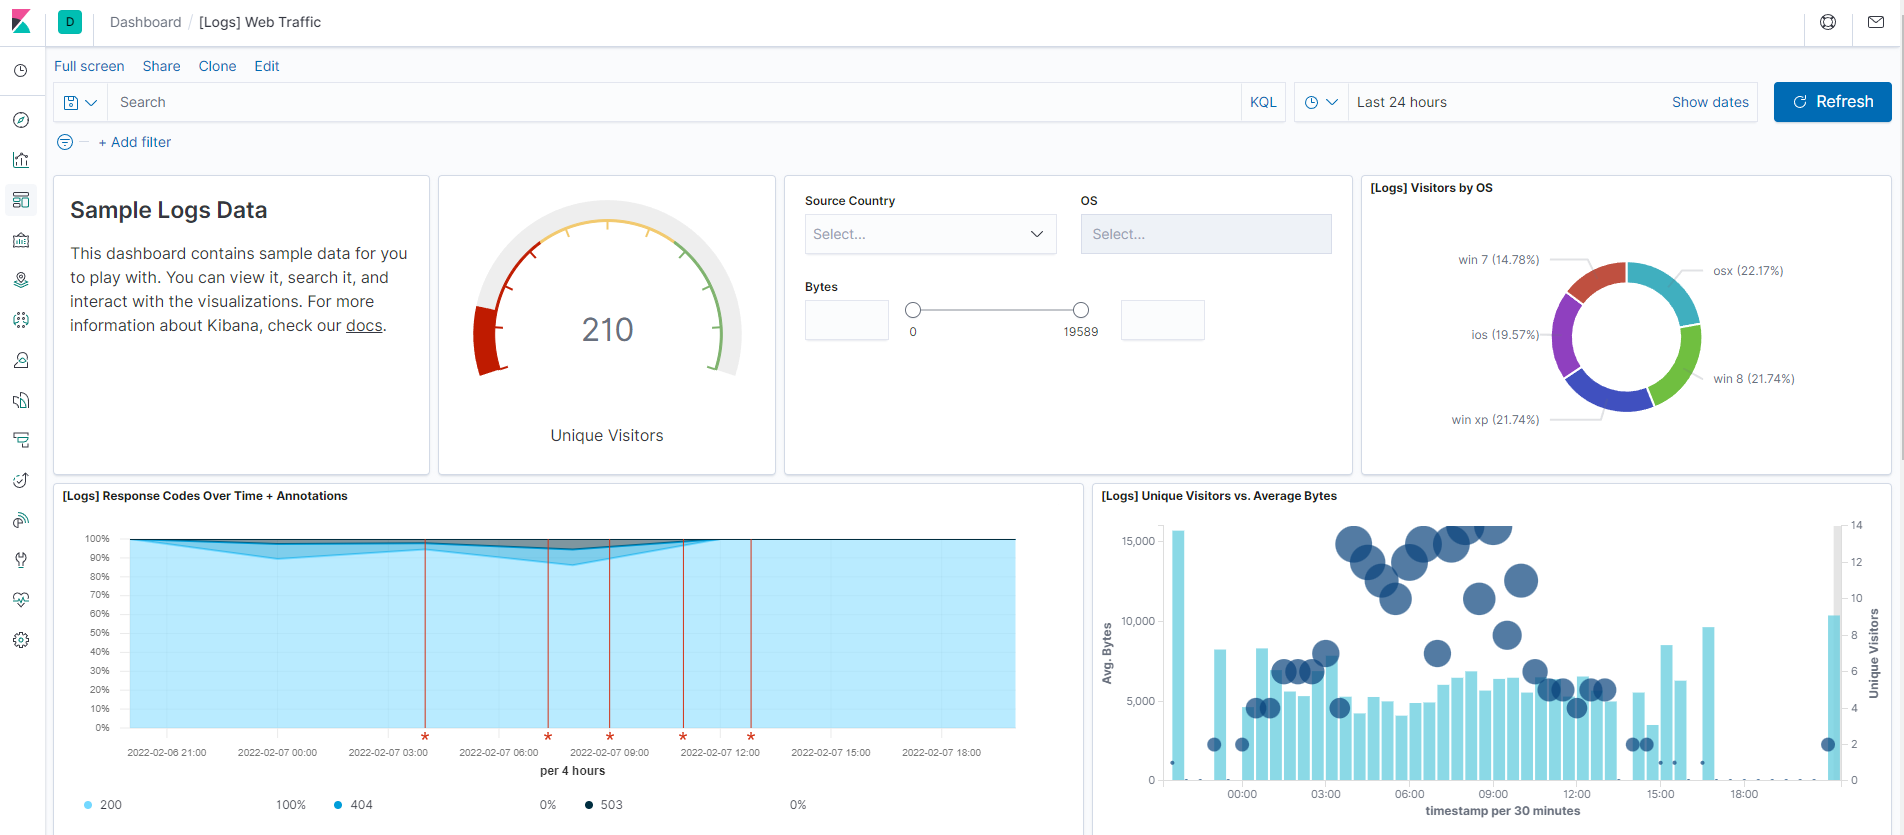 D
Dashboard / [Logs] Web Traffic
Full screen Share Clone Edit
Search
KQL
Last 24 hours
Show dates
Refresh
+ Add filter
Sample Logs Data
This dashboard contains sample data for you
to play with. You can view it, search it, and
interact with the visualizations. For more
information about Kibana, check our docs.
210
Unique Visitors
Source Country
Select...
OS
Select...
Bytes
0
19589
[Logs] Visitors by OS
win 7 (14.78%)
osx (22.17%)
ios (19.57%)
win 8 (21.74%)
win xp (21.74%)
[Logs] Response Codes Over Time + Annotations
100%
90%
80%
70%
60%
50%
40%
30%
20%
10%
0%
* * * * *
2022-02-06 21:00 2022-02-07 00:00 2022-02-07 03:00 2022-02-07 06:00 2022-02-07 09:00 2022-02-07 12:00 2022-02-07 15:00 2022-02-07 18:00
per 4 hours
200 100% 404 0% 503 0%
[Logs] Unique Visitors vs. Average Bytes
Avg. Bytes
15,000
10,000
5,000
0
14
12
10
8
6
4
2
0
Unique Visitors
00:00 03:00 06:00 09:00 12:00 15:00 18:00
timestamp per 30 minutes